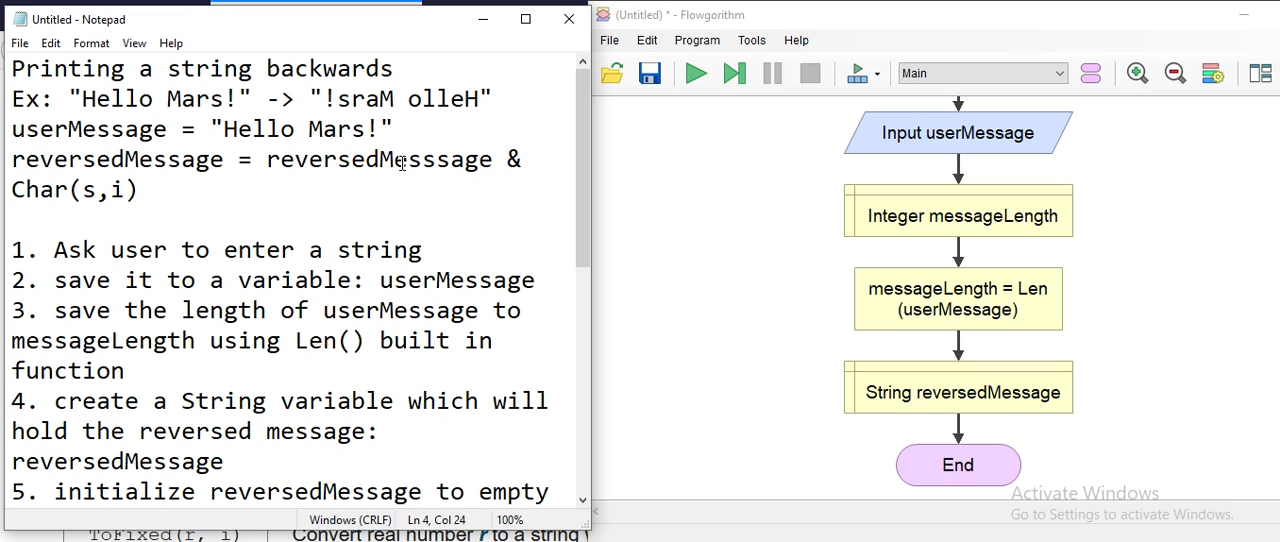 Untitled - Notepad
File Edit Format View Help
Printing a string backwards
Ex: "Hello Mars!" -> "!sraM olleH"
userMessage = "Hello Mars!"
reversedMessage = reversedMesssage &
Char(s,i)
1. Ask user to enter a string
2. save it to a variable: userMessage
3. save the length of userMessage to
messageLength using Len() built in
function
4. create a String variable which will
hold the reversed message:
reversedMessage
5. initialize reversedMessage to empty
Windows (CRLF) Ln 4, Col 24 100%
ToFixed(r, i) Convert real number r to a string
(Untitled) * - Flowgorithm
File Edit Program Tools Help
Main
Input userMessage
Integer messageLength
messageLength = Len
(userMessage)
String reversedMessage
End
Activate Windows
Go to Settings to activate Windows.